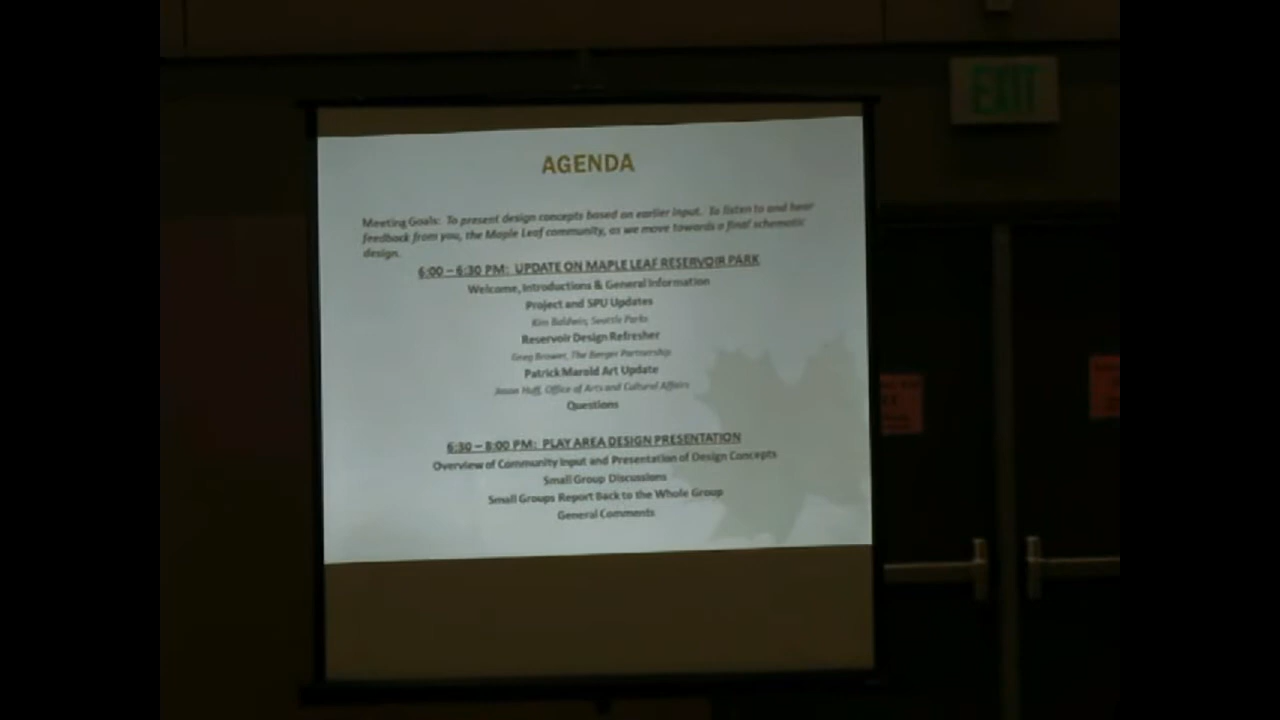 AGENDA
Meeting Goals: To present design concepts based on earlier input. To listen to and hear
feedback from you, the Maple Leaf community, as we move towards a final schematic
design.
6:00 – 6:30 PM: UPDATE ON MAPLE LEAF RESERVOIR PARK
Welcome, Introductions & General Information
Project and SPU Updates
Kim Baldwin, Seattle Parks
Reservoir Design Refresher
Greg Brower, The Berger Partnership
Patrick Marold Art Update
Jason Huff, Office of Arts and Cultural Affairs
Questions
6:30 – 8:00 PM: PLAY AREA DESIGN PRESENTATION
Overview of Community Input and Presentation of Design Concepts
Small Group Discussions
Small Groups Report Back to the Whole Group
General Comments
EXIT